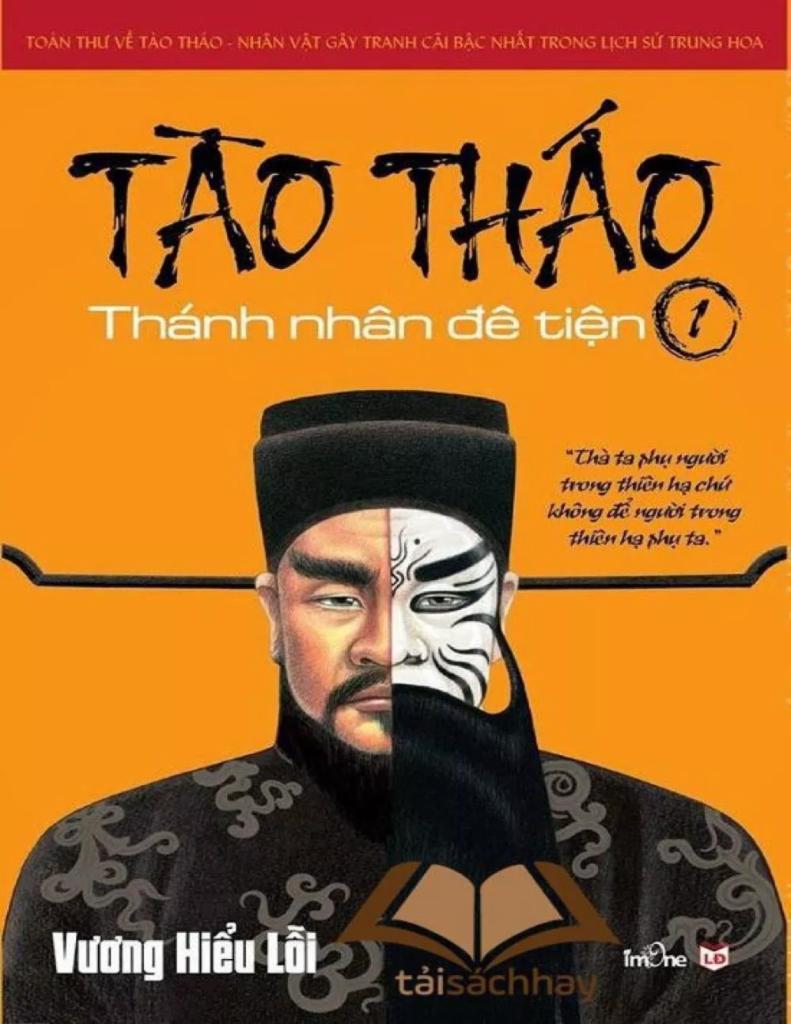 TOÀN THƯ VỀ TÀO THÁO - NHÂN VẬT GÂY TRANH CÃI BẬC NHẤT TRONG LỊCH SỬ TRUNG HOA
TÀO THÁO
Thánh nhân đê tiện 1
"Thà ta phụ người
trong thiên hạ chứ
không để người trong
thiên hạ phụ ta."
Vương Hiểu Lỗi
imOne LĐ
tảisáchhay